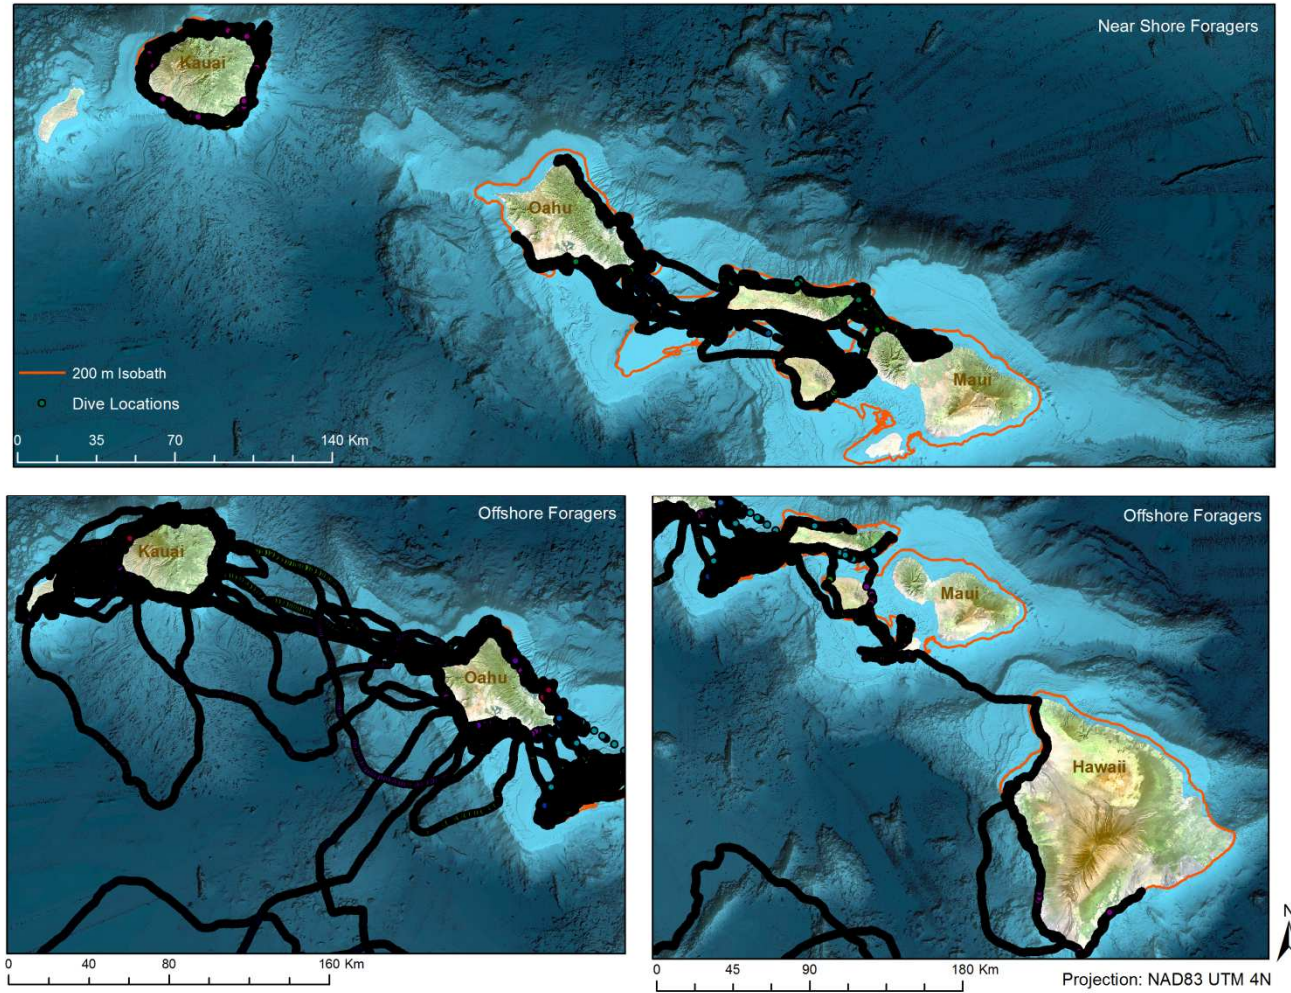 Near Shore Foragers
Kauai
Oahu
Maui
200 m Isobath
Dive Locations
0 35 70 140 Km
Offshore Foragers
Kauai
Oahu
0 40 80 160 Km
Offshore Foragers
Maui
Hawaii
N
0 45 90 180 Km
Projection: NAD83 UTM 4N